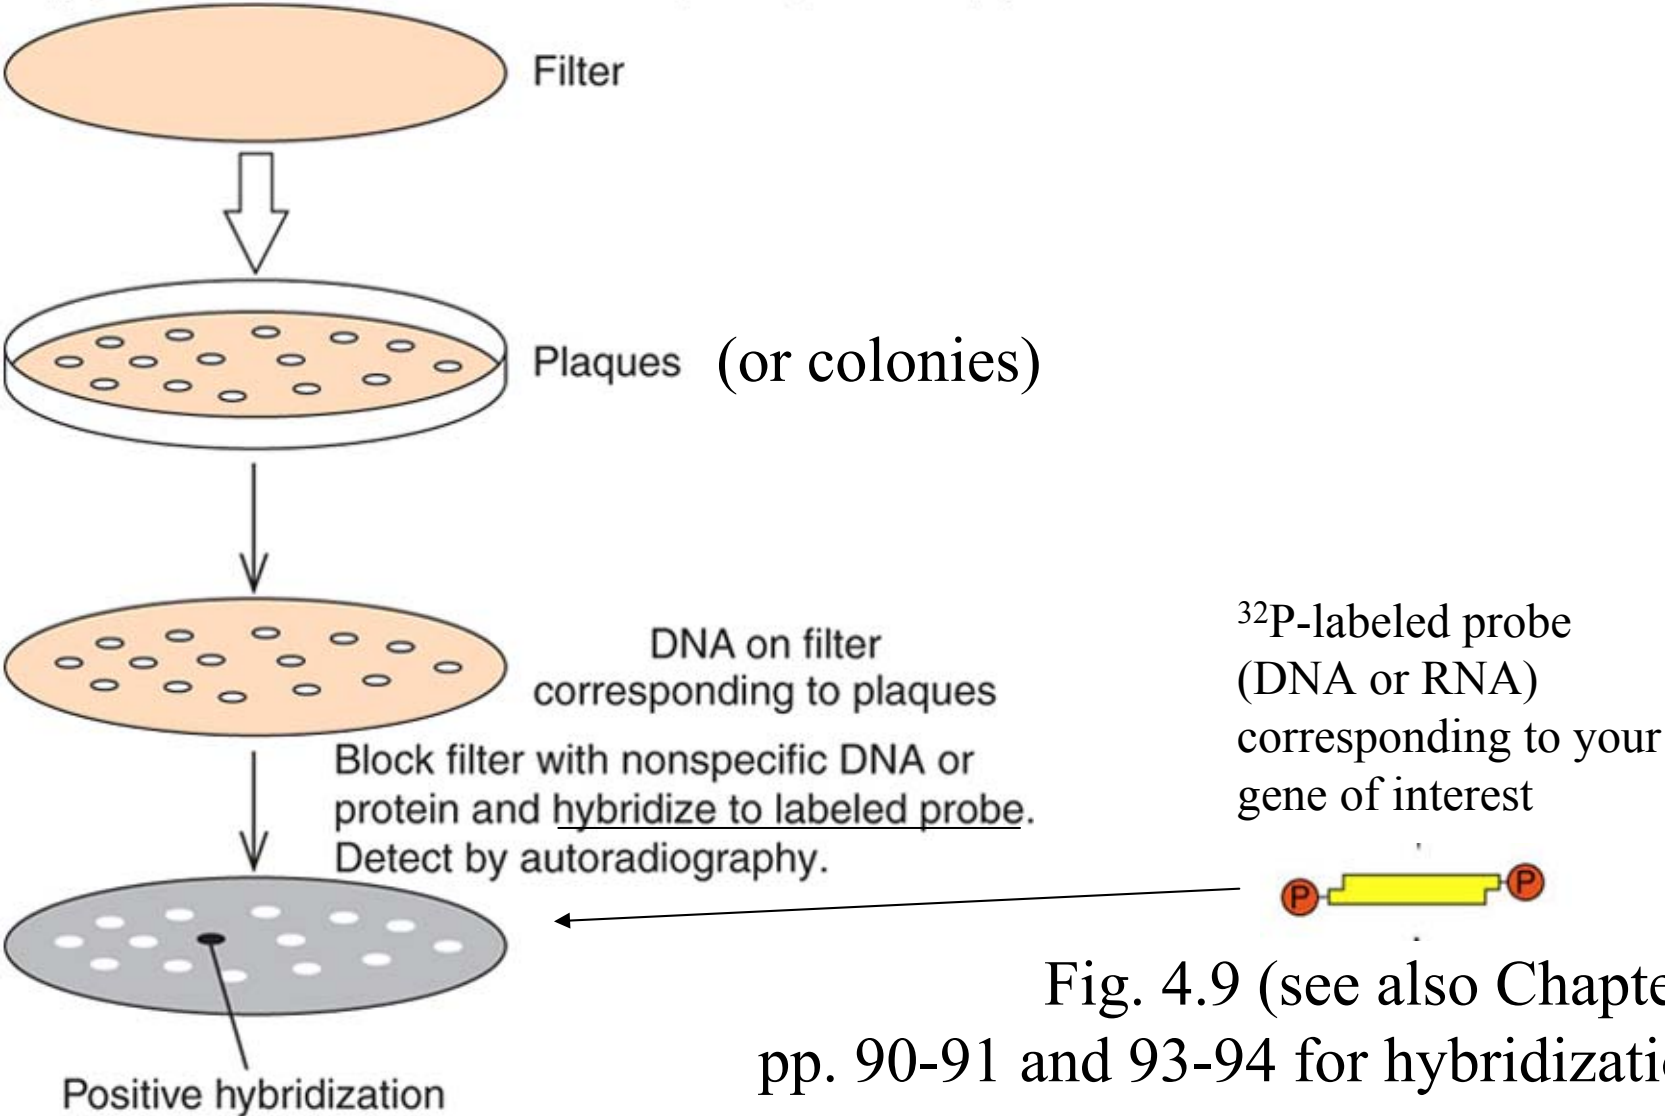 Filter
Plaques (or colonies)
DNA on filter
corresponding to plaques
Block filter with nonspecific DNA or
protein and hybridize to labeled probe.
Detect by autoradiography.
³²P-labeled probe
(DNA or RNA)
corresponding to your
gene of interest
P P
Positive hybridization
Fig. 4.9 (see also
pp. 90-91 and 93-94 for